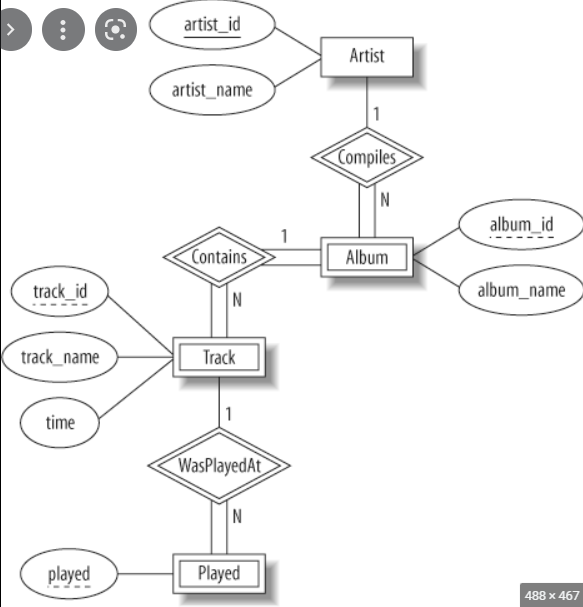 artist_id
Artist
artist_name
1
Compiles
N
album_id
1
Contains
Album
album_name
N
track_id
track_name
Track
time
1
WasPlayedAt
N
played
Played
488 × 467